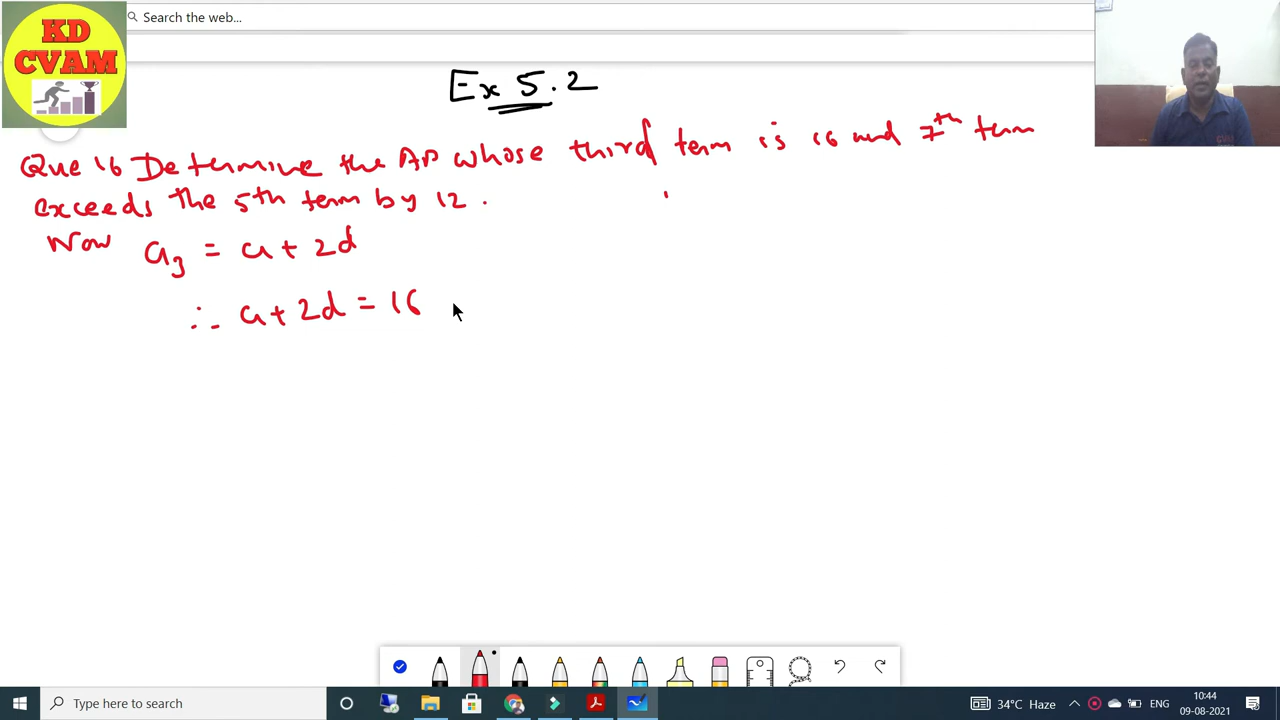 Search the web...
KD
CVAM
Ex 5.2
Que 16 Determine the AP whose third term is 16 and 7th term
exceeds the 5th term by 12.
Now a3 = a + 2d
∴ a + 2d = 16
Type here to search
34°C Haze
ENG
10:44
09-08-2021